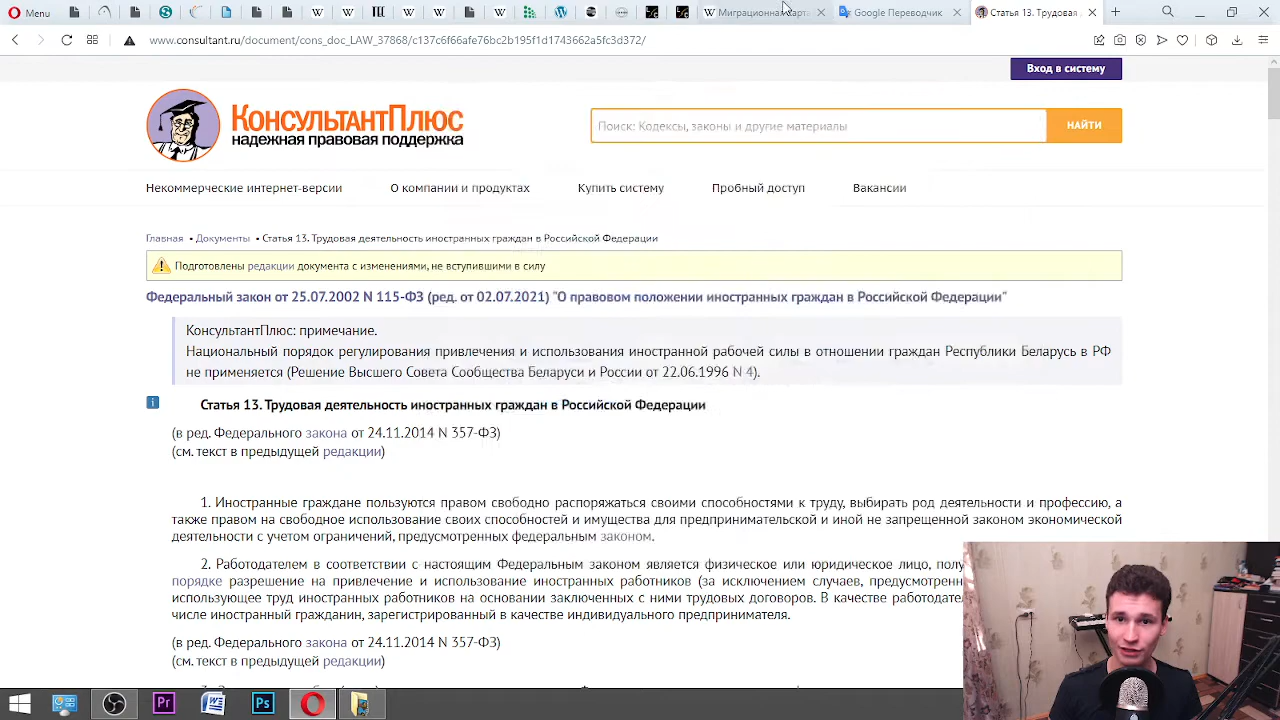 Menu
Миграционная карта
Google Переводчик
Статья 13. Трудовая
www.consultant.ru/document/cons_doc_LAW_37868/c137c6f66afe76bc2b195f1d1743662a5fc3d372/
Вход в систему
КонсультантПлюс
надежная правовая поддержка
Поиск: Кодексы, законы и другие материалы
НАЙТИ
Некоммерческие интернет-версии
О компании и продуктах
Купить систему
Пробный доступ
Вакансии
Главная • Документы • Статья 13. Трудовая деятельность иностранных граждан в Российской Федерации
Подготовлены редакции документа с изменениями, не вступившими в силу
Федеральный закон от 25.07.2002 N 115-ФЗ (ред. от 02.07.2021) "О правовом положении иностранных граждан в Российской Федерации"
КонсультантПлюс: примечание.
Национальный порядок регулирования привлечения и использования иностранной рабочей силы в отношении граждан Республики Беларусь в РФ
не применяется (Решение Высшего Совета Сообщества Беларуси и России от 22.06.1996 N 4).
Статья 13. Трудовая деятельность иностранных граждан в Российской Федерации
(в ред. Федерального закона от 24.11.2014 N 357-ФЗ)
(см. текст в предыдущей редакции)
1. Иностранные граждане пользуются правом свободно распоряжаться своими способностями к труду, выбирать род деятельности и профессию, а
также правом на свободное использование своих способностей и имущества для предпринимательской и иной не запрещенной законом экономической
деятельности с учетом ограничений, предусмотренных федеральным законом.
2. Работодателем в соответствии с настоящим Федеральным законом является физическое или юридическое лицо, полу
порядке разрешение на привлечение и использование иностранных работников (за исключением случаев, предусмотрен
использующее труд иностранных работников на основании заключенных с ними трудовых договоров. В качестве работода
числе иностранный гражданин, зарегистрированный в качестве индивидуального предпринимателя.
(в ред. Федерального закона от 24.11.2014 N 357-ФЗ)
(см. текст в предыдущей редакции)